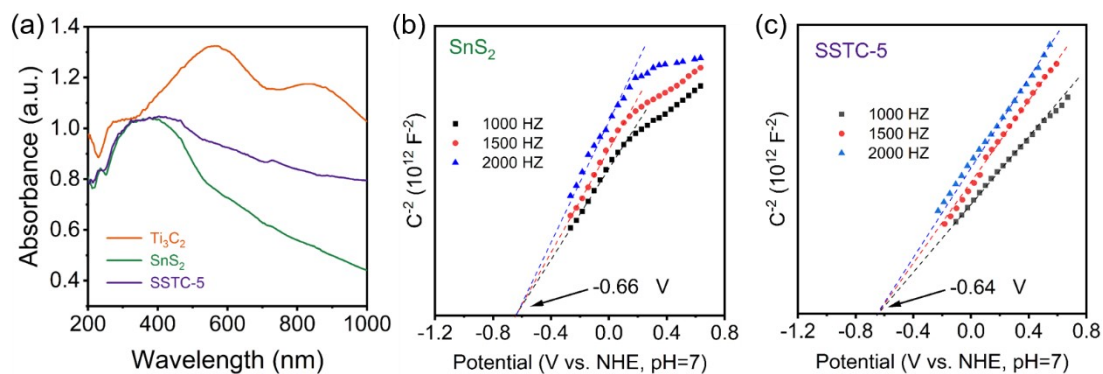 (a)
Absorbance (a.u.)
1.4
1.2
1.0
0.8
0.6
0.4
Ti₃C₂
SnS₂
SSTC-5
200 400 600 800 1000
Wavelength (nm)
(b)
SnS₂
1000 HZ
1500 HZ
2000 HZ
C⁻² (10¹² F⁻²)
-0.66 V
-1.2 -0.8 -0.4 0.0 0.4 0.8
Potential (V vs. NHE, pH=7)
(c)
SSTC-5
1000 HZ
1500 HZ
2000 HZ
C⁻² (10¹² F⁻²)
-0.64 V
-1.2 -0.8 -0.4 0.0 0.4 0.8
Potential (V vs. NHE, pH=7)